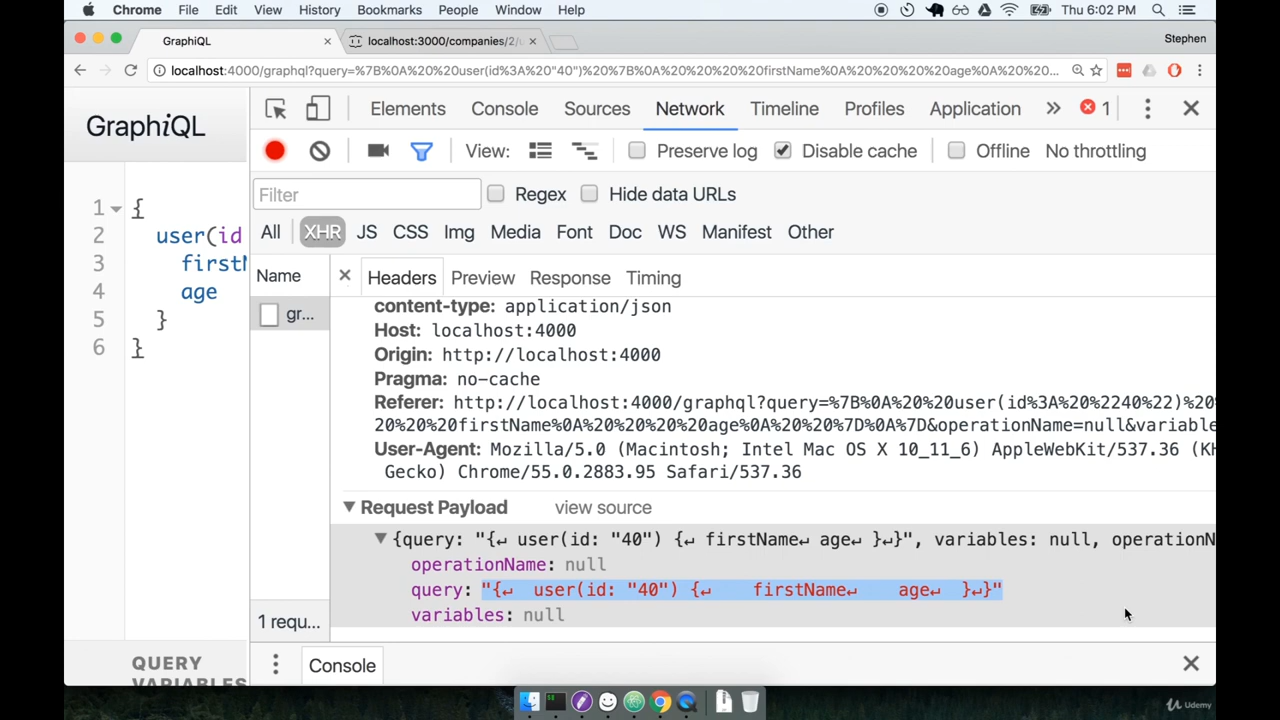 Chrome File Edit View History Bookmarks People Window Help Thu 6:02 PM
GraphiQL localhost:3000/companies/2/ Stephen
localhost:4000/graphql?query=%7B%0A%20%20user(id%3A%20"40")%20%7B%0A%20%20%20%20firstName%0A%20%20%20%20age%0A%20%20...
GraphiQL
Elements Console Sources Network Timeline Profiles Application 1
View: Preserve log Disable cache Offline No throttling
Filter Regex Hide data URLs
All XHR JS CSS Img Media Font Doc WS Manifest Other
Name
Headers Preview Response Timing
gr...
1 {
2 user(id
3 firstN
4 age
5 }
6 }
content-type: application/json
Host: localhost:4000
Origin: http://localhost:4000
Pragma: no-cache
Referer: http://localhost:4000/graphql?query=%7B%0A%20%20user(id%3A%20%2240%22)%20
20%20%20firstName%0A%20%20%20%20age%0A%20%20%7D%0A%7D&operationName=null&variable
User-Agent: Mozilla/5.0 (Macintosh; Intel Mac OS X 10_11_6) AppleWebKit/537.36 (KH
Gecko) Chrome/55.0.2883.95 Safari/537.36
Request Payload view source
{query: "{↵ user(id: "40") {↵ firstName↵ age↵ }↵}", variables: null, operationN
operationName: null
query: "{↵ user(id: "40") {↵ firstName↵ age↵ }↵}"
variables: null
1 requ...
QUERY
VARIABLES
Console
Udemy